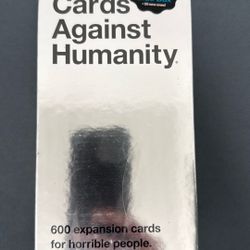 Cards
Against
Humanity.
600 expansion cards
for horrible people.